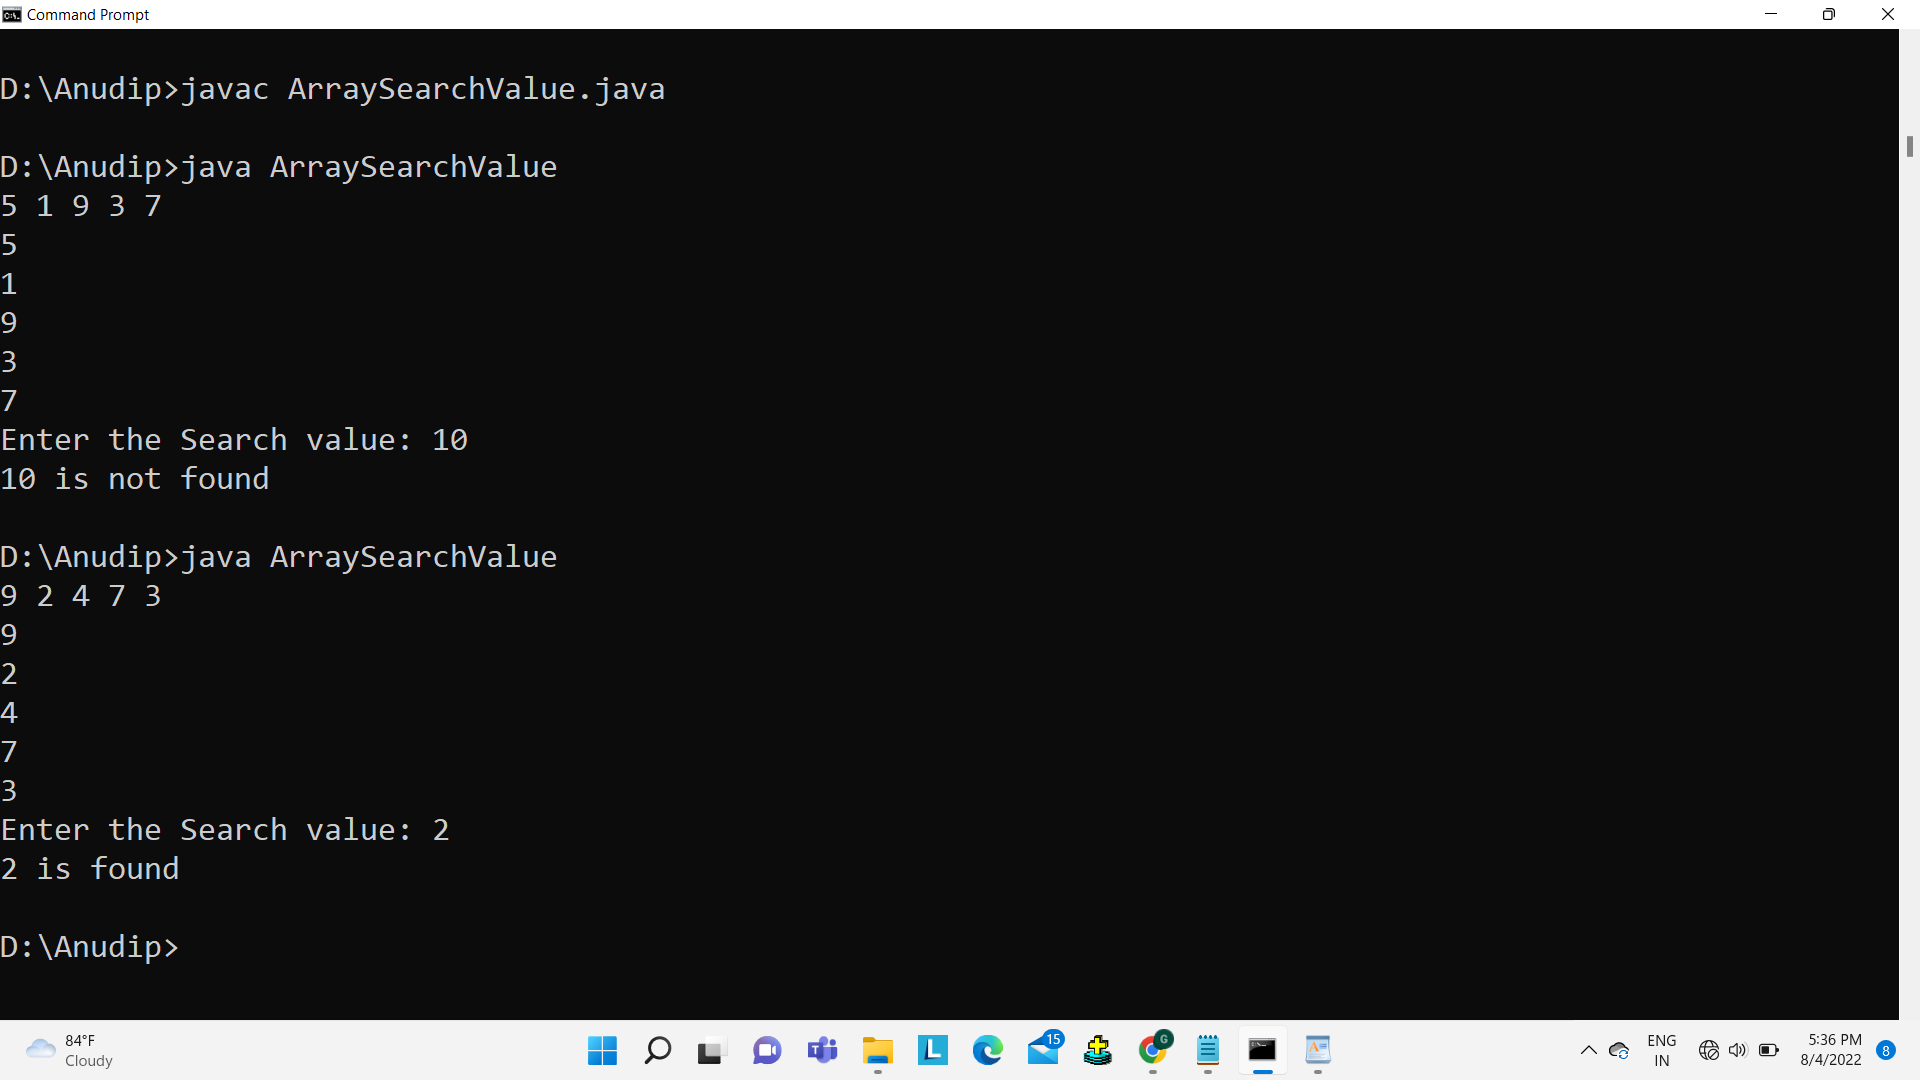 Command Prompt
D:\Anudip>javac ArraySearchValue.java
D:\Anudip>java ArraySearchValue
5 1 9 3 7
5
1
9
3
7
Enter the Search value: 10
10 is not found
D:\Anudip>java ArraySearchValue
9 2 4 7 3
9
2
4
7
3
Enter the Search value: 2
2 is found
D:\Anudip>
84°F
Cloudy
L
15
G
ENG
IN
5:36 PM
8/4/2022
8